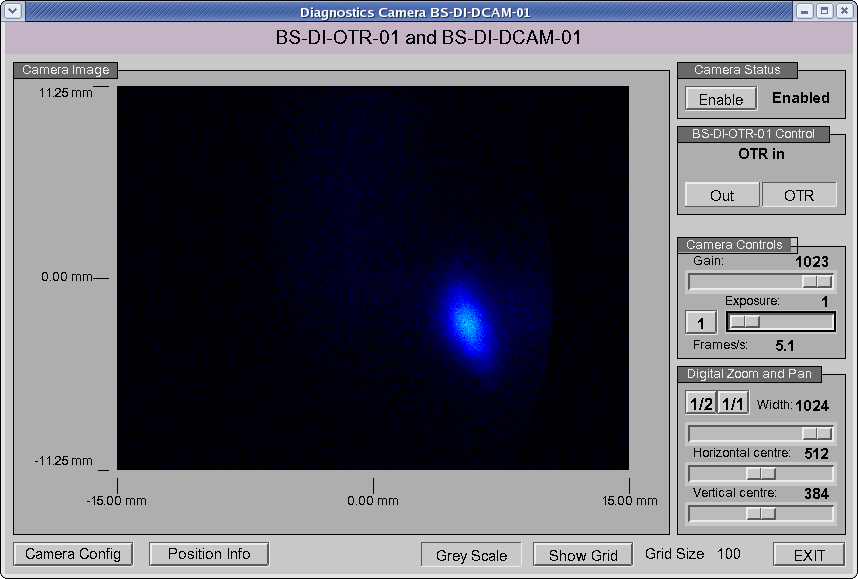 Diagnostics Camera BS-DI-DCAM-01
BS-DI-OTR-01 and BS-DI-DCAM-01
Camera Image
11.25 mm
0.00 mm
-11.25 mm
-15.00 mm 0.00 mm 15.00 mm
Camera Status
Enable Enabled
BS-DI-OTR-01 Control
OTR in
Out OTR
Camera Controls
Gain: 1023
Exposure: 1
1
Frames/s: 5.1
Digital Zoom and Pan
1/2 1/1 Width: 1024
Horizontal centre: 512
Vertical centre: 384
Camera Config Position Info Grey Scale Show Grid Grid Size 100 EXIT